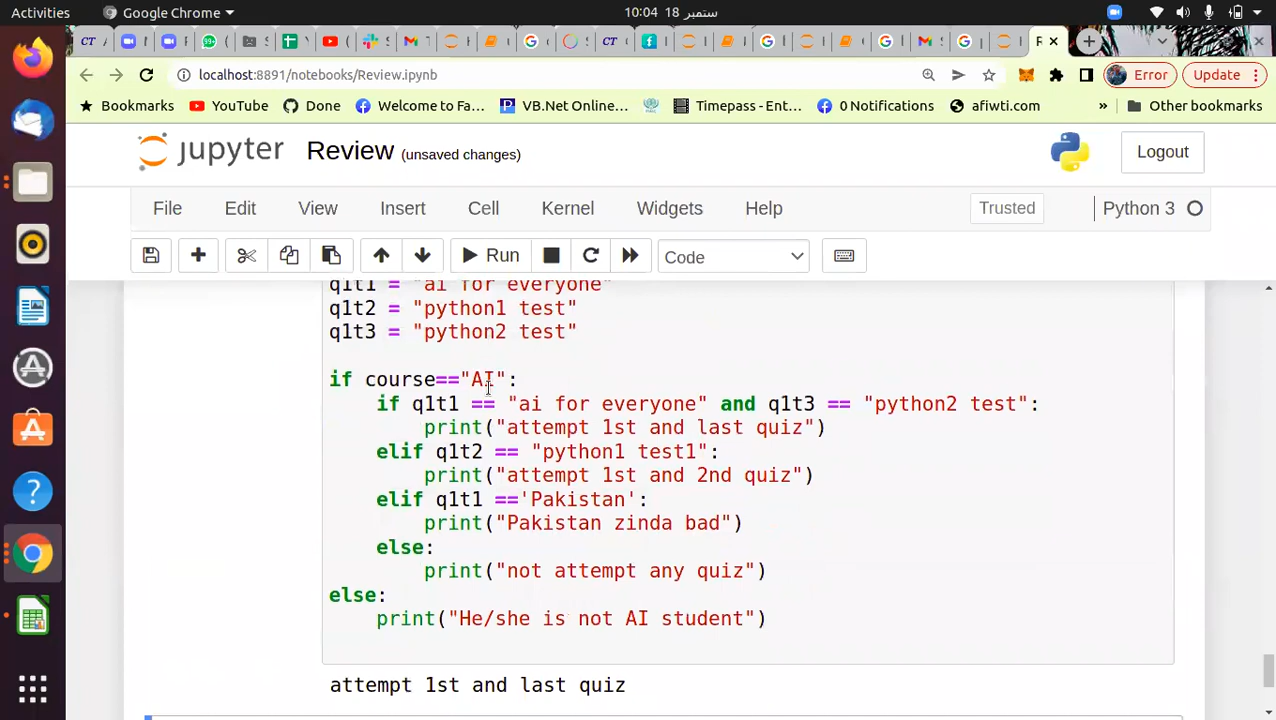 Activities Google Chrome 10:04 18 ستمبر
localhost:8891/notebooks/Review.ipynb Error Update
Bookmarks YouTube Done Welcome to Fa... VB.Net Online... Timepass - Ent... 0 Notifications afiwti.com » Other bookmarks
jupyter Review (unsaved changes) Logout
File Edit View Insert Cell Kernel Widgets Help Trusted Python 3
Run Code
q1t1 = "ai for everyone"
q1t2 = "python1 test"
q1t3 = "python2 test"
if course=="AI":
if q1t1 == "ai for everyone" and q1t3 == "python2 test":
print("attempt 1st and last quiz")
elif q1t2 == "python1 test1":
print("attempt 1st and 2nd quiz")
elif q1t1 =='Pakistan':
print("Pakistan zinda bad")
else:
print("not attempt any quiz")
else:
print("He/she is not AI student")
attempt 1st and last quiz